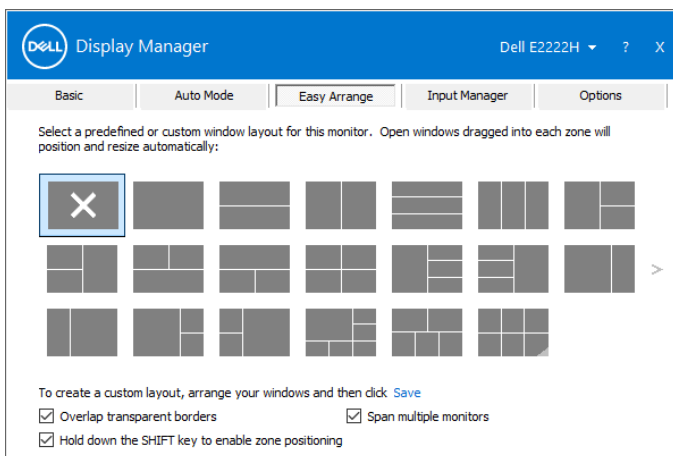 DELL Display Manager Dell E2222H ? X
Basic Auto Mode Easy Arrange Input Manager Options
Select a predefined or custom window layout for this monitor. Open windows dragged into each zone will
position and resize automatically:
>
To create a custom layout, arrange your windows and then click Save
Overlap transparent borders Span multiple monitors
Hold down the SHIFT key to enable zone positioning